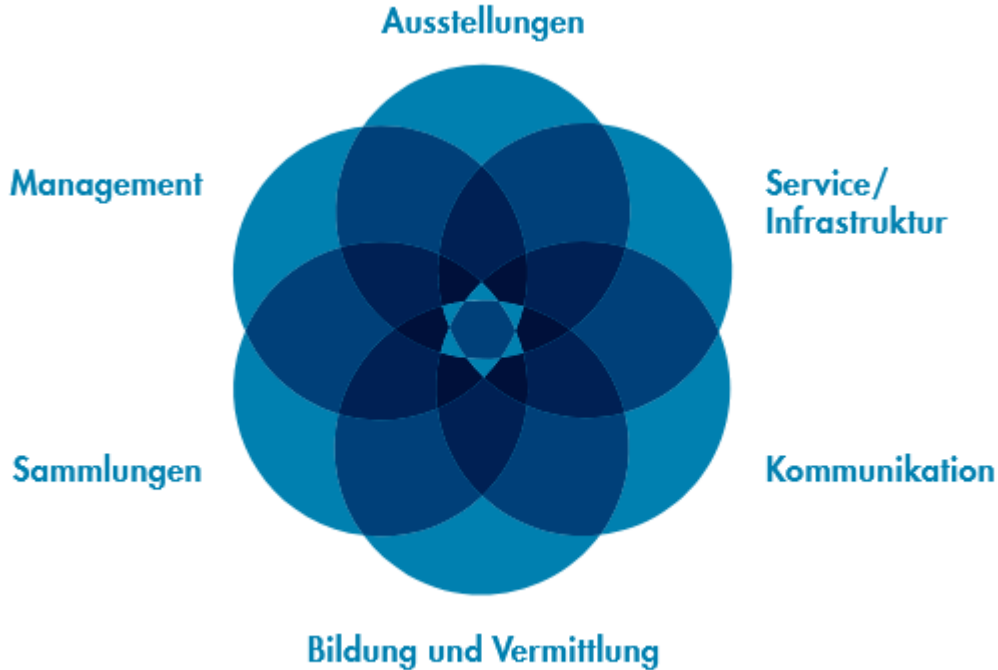 Ausstellungen
Management
Service/
Infrastruktur
Sammlungen
Kommunikation
Bildung und Vermittlung